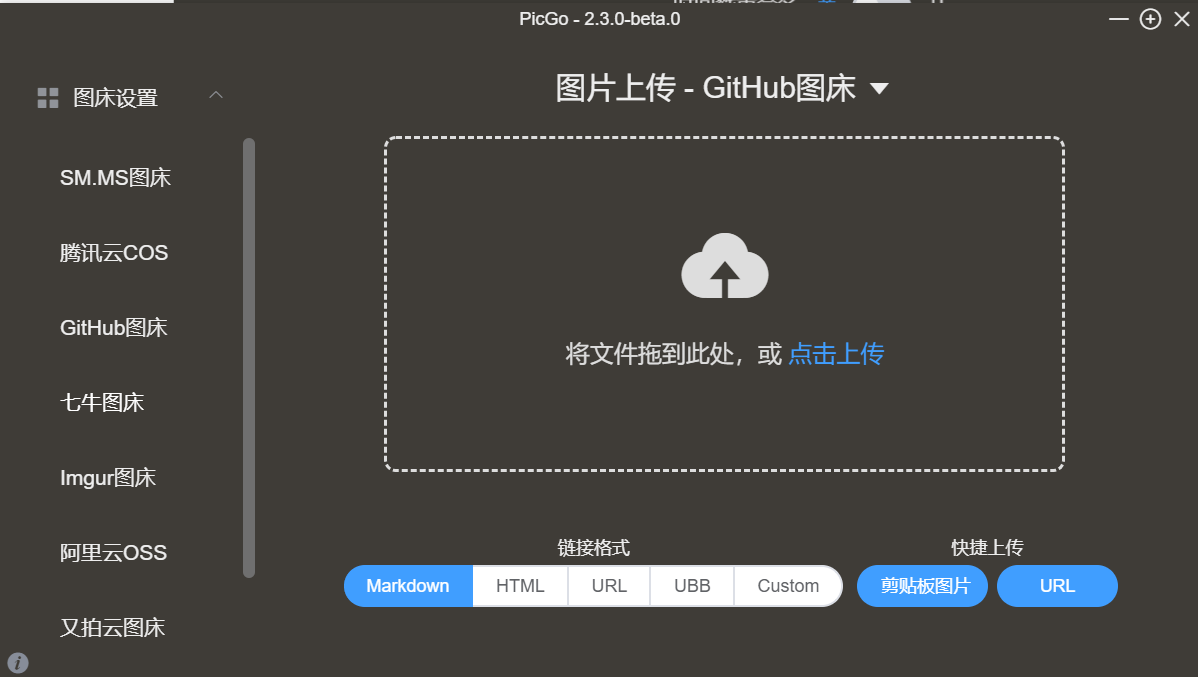 PicGo - 2.3.0-beta.0
图床设置
SM.MS图床
腾讯云COS
GitHub图床
七牛图床
Imgur图床
阿里云OSS
又拍云图床
图片上传 - GitHub图床
将文件拖到此处，或 点击上传
链接格式
Markdown HTML URL UBB Custom
快捷上传
剪贴板图片 URL